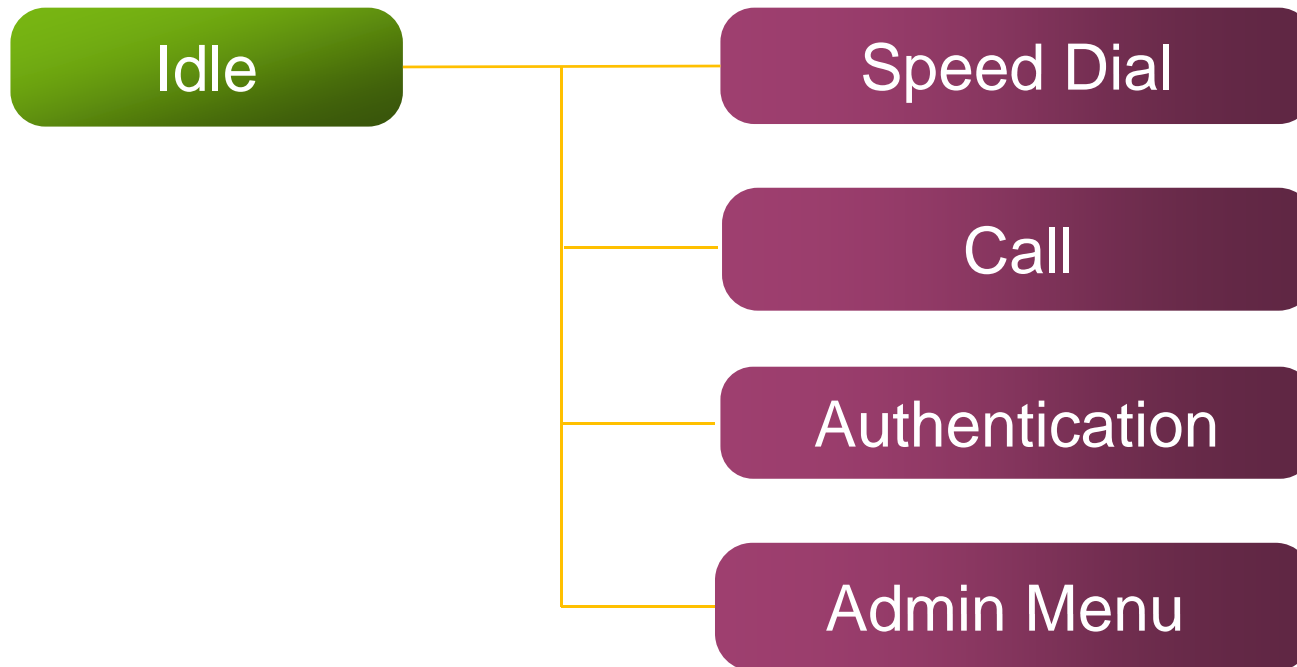 Idle
Speed Dial
Call
Authentication
Admin Menu